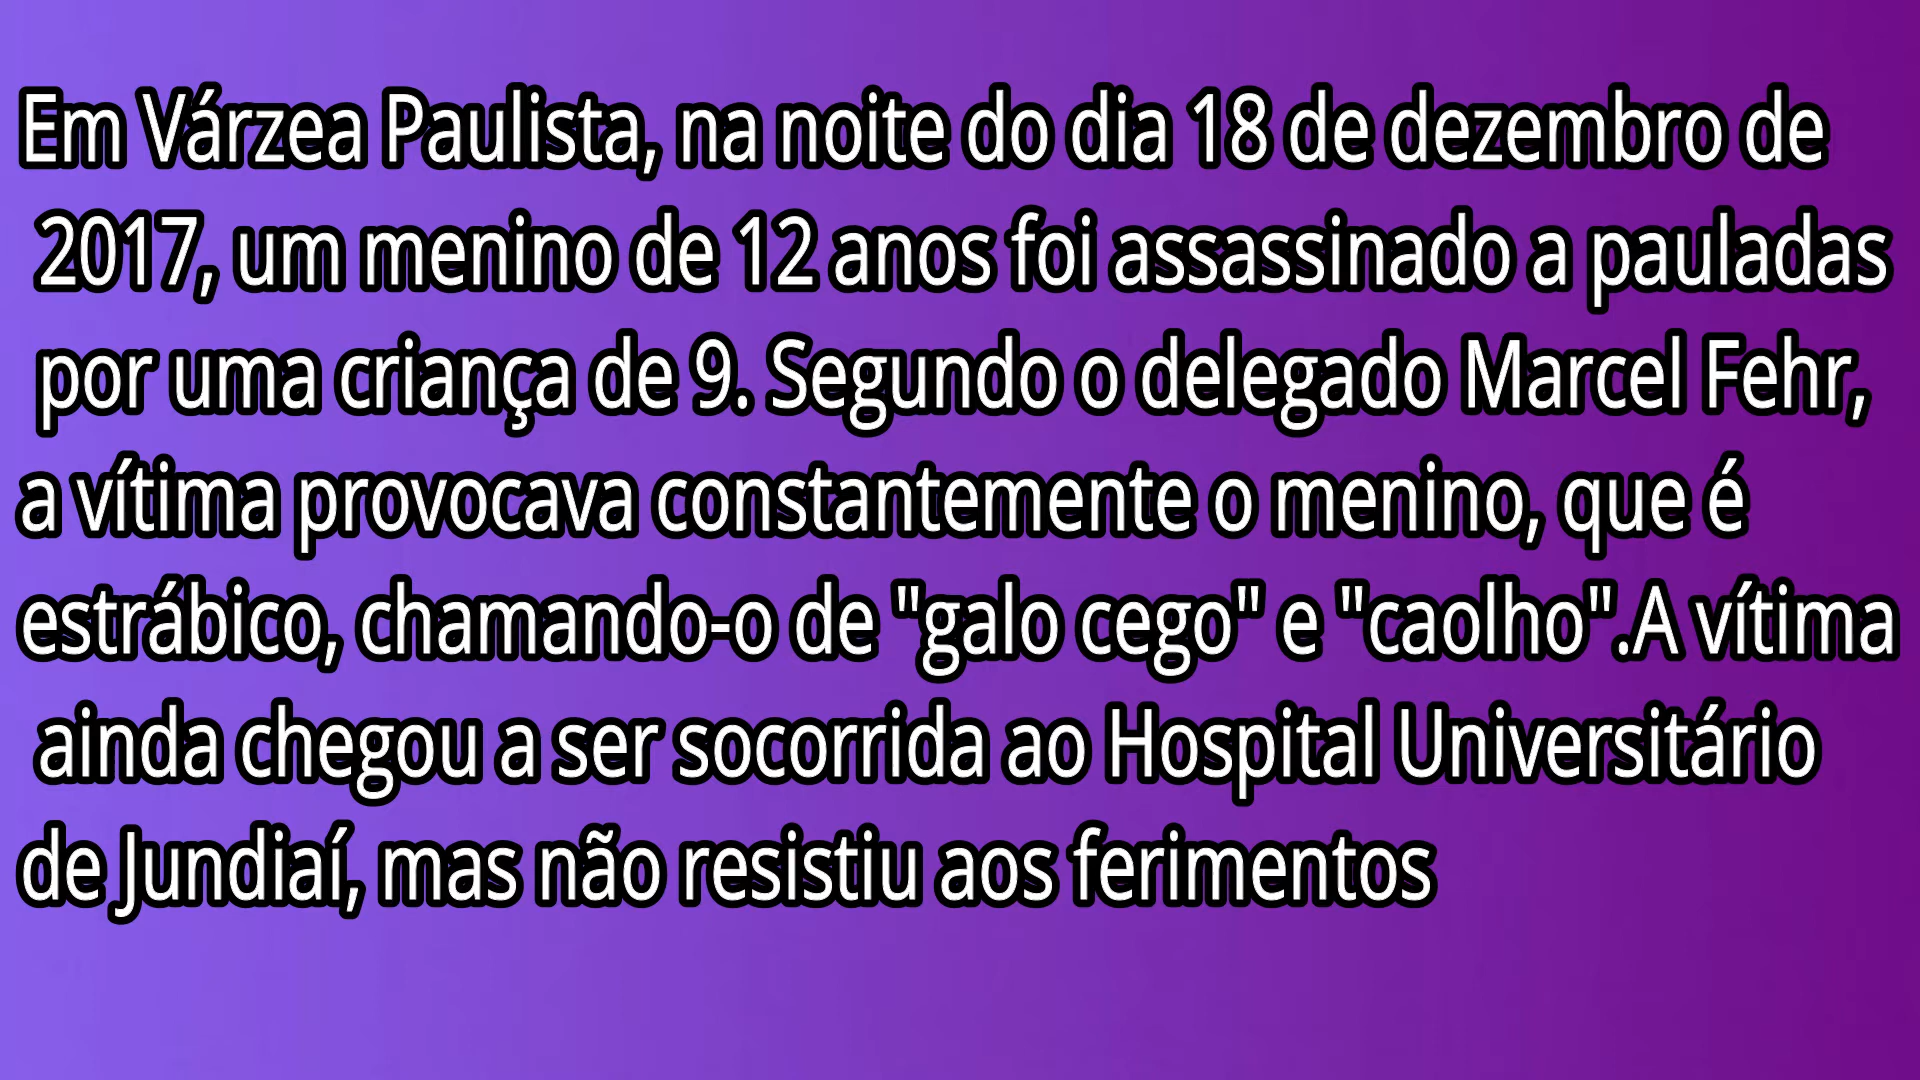 Em Várzea Paulista, na noite do dia 18 de dezembro de
2017, um menino de 12 anos foi assassinado a pauladas
por uma criança de 9. Segundo o delegado Marcel Fehr,
a vítima provocava constantemente o menino, que é
estrábico, chamando-o de "galo cego" e "caolho".A vítima
ainda chegou a ser socorrida ao Hospital Universitário
de Jundiaí, mas não resistiu aos ferimentos